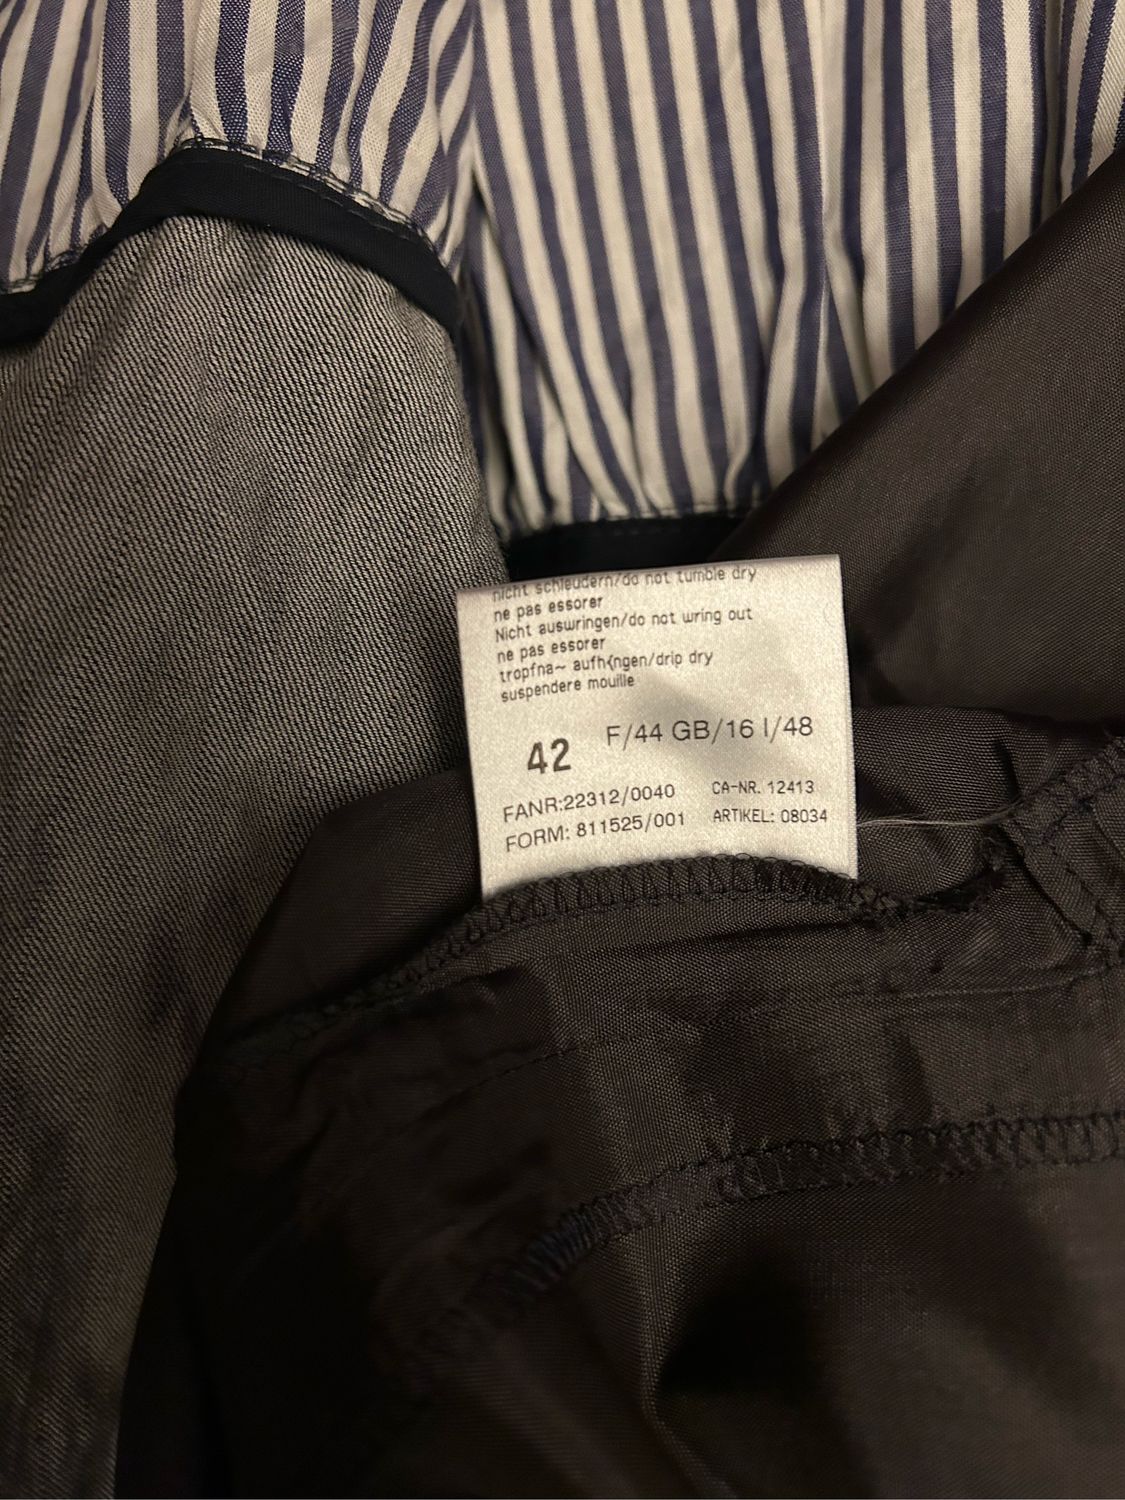 nicht schleudern/do not tumble dry
ne pas essorer
Nicht auswringen/do not wring out
ne pas essorer
tropfna~ aufh{ngen/drip dry
suspendere mouille
42 F/44 GB/16 I/48
FANR:22312/0040 CA-NR. 12413
FORM: 811525/001 ARTIKEL: 08034